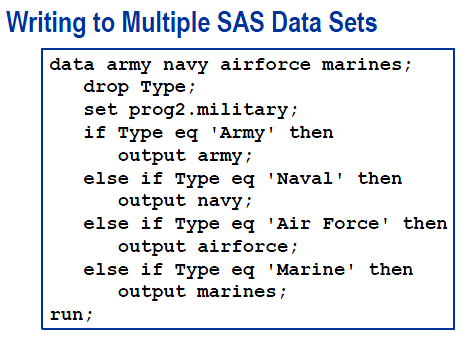 Writing to Multiple SAS Data Sets
data army navy airforce marines;
drop Type;
set prog2.military;
if Type eq 'Army' then
output army;
else if Type eq 'Naval' then
output navy;
else if Type eq 'Air Force' then
output airforce;
else if Type eq 'Marine' then
output marines;
run;